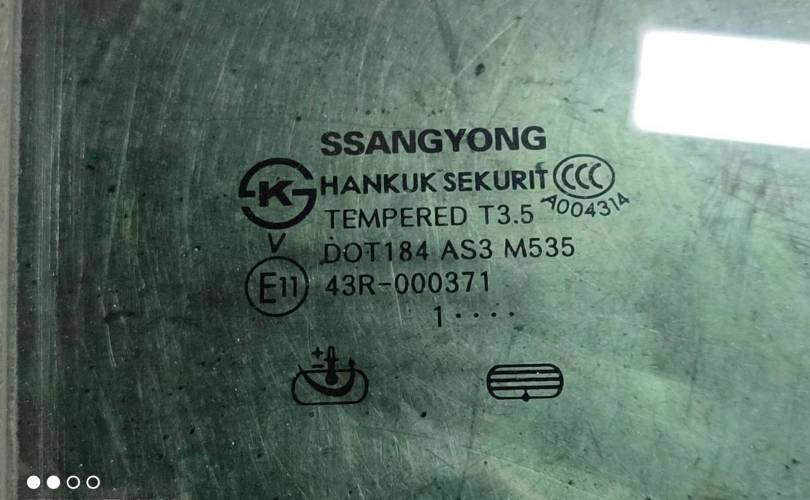 SSANGYONG
HANKUK SEKURIT CCC
TEMPERED T3.5 A004314
V DOT184 AS3 M535
E11 43R-000371
1 ····